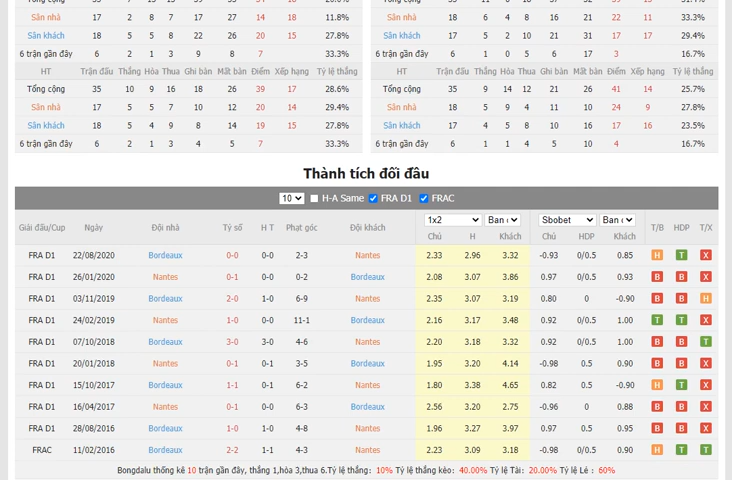 Sân nhà 17 2 8 7 17 27 14 18 11.8%
Sân nhà 18 6 4 8 16 21 22 11 33.3%
Sân khách 18 5 5 8 22 26 20 15 27.8%
Sân khách 17 5 2 10 21 31 17 17 29.4%
6 trận gần đây 6 2 1 3 9 8 7 33.3%
6 trận gần đây 6 1 0 5 6 17 3 16.7%
HT Trận đấu Thắng Hòa Thua Ghi bàn Mất bàn Điểm Xếp hạng Tỷ lệ thắng
HT Trận đấu Thắng Hòa Thua Ghi bàn Mất bàn Điểm Xếp hạng Tỷ lệ thắng
Tổng cộng 35 10 9 16 18 26 39 17 28.6%
Tổng cộng 35 9 14 12 21 26 41 14 25.7%
Sân nhà 17 5 5 7 10 12 20 14 29.4%
Sân nhà 18 5 9 4 11 10 24 9 27.8%
Sân khách 18 5 4 9 8 14 19 15 27.8%
Sân khách 17 4 5 8 10 16 17 16 23.5%
6 trận gần đây 6 2 1 3 4 5 7 33.3%
6 trận gần đây 6 1 1 4 5 10 4 16.7%
Thành tích đối đầu
10 H-A Same FRA D1 FRAC
Giải đấu/Cup Ngày Đội nhà Tỷ số H T Phạt góc Đội khách 1x2 Ban c Sbobet Ban c T/B HDP T/X
Chủ H Khách Chủ HDP Khách
FRA D1 22/08/2020 Bordeaux 0-0 0-0 2-3 Nantes 2.33 2.96 3.32 -0.93 0/0.5 0.85 H T X
FRA D1 26/01/2020 Nantes 0-1 0-0 0-2 Bordeaux 2.08 3.07 3.86 0.97 0/0.5 0.93 B B X
FRA D1 03/11/2019 Bordeaux 2-0 1-0 6-9 Nantes 2.35 3.07 3.19 0.80 0 -0.90 B B H
FRA D1 24/02/2019 Nantes 1-0 0-0 11-1 Bordeaux 2.16 3.17 3.48 0.92 0/0.5 1.00 T T X
FRA D1 07/10/2018 Bordeaux 3-0 3-0 4-6 Nantes 2.20 3.18 3.32 0.92 0/0.5 1.00 B B T
FRA D1 20/01/2018 Nantes 0-1 0-1 3-5 Bordeaux 1.95 3.20 4.14 -0.98 0.5 0.90 B B X
FRA D1 15/10/2017 Bordeaux 1-1 0-1 6-2 Nantes 1.80 3.38 4.65 0.82 0.5 -0.90 H T X
FRA D1 16/04/2017 Nantes 0-1 0-0 6-3 Bordeaux 2.56 3.20 2.75 -0.96 0 0.88 B B X
FRA D1 28/08/2016 Bordeaux 1-0 1-0 4-8 Nantes 1.96 3.27 3.97 0.97 0.5 0.95 B B X
FRAC 11/02/2016 Bordeaux 2-2 1-1 4-3 Nantes 2.23 3.09 3.18 -0.98 0/0.5 0.90 H T T
Bongdalu thống kê 10 trận gần đây, thắng 1,hòa 3,thua 6.Tỷ lệ thắng: 10% Tỷ lệ thắng kèo: 40.00% Tỷ lệ Tài: 20.00% Tỷ lệ Lẻ : 60%